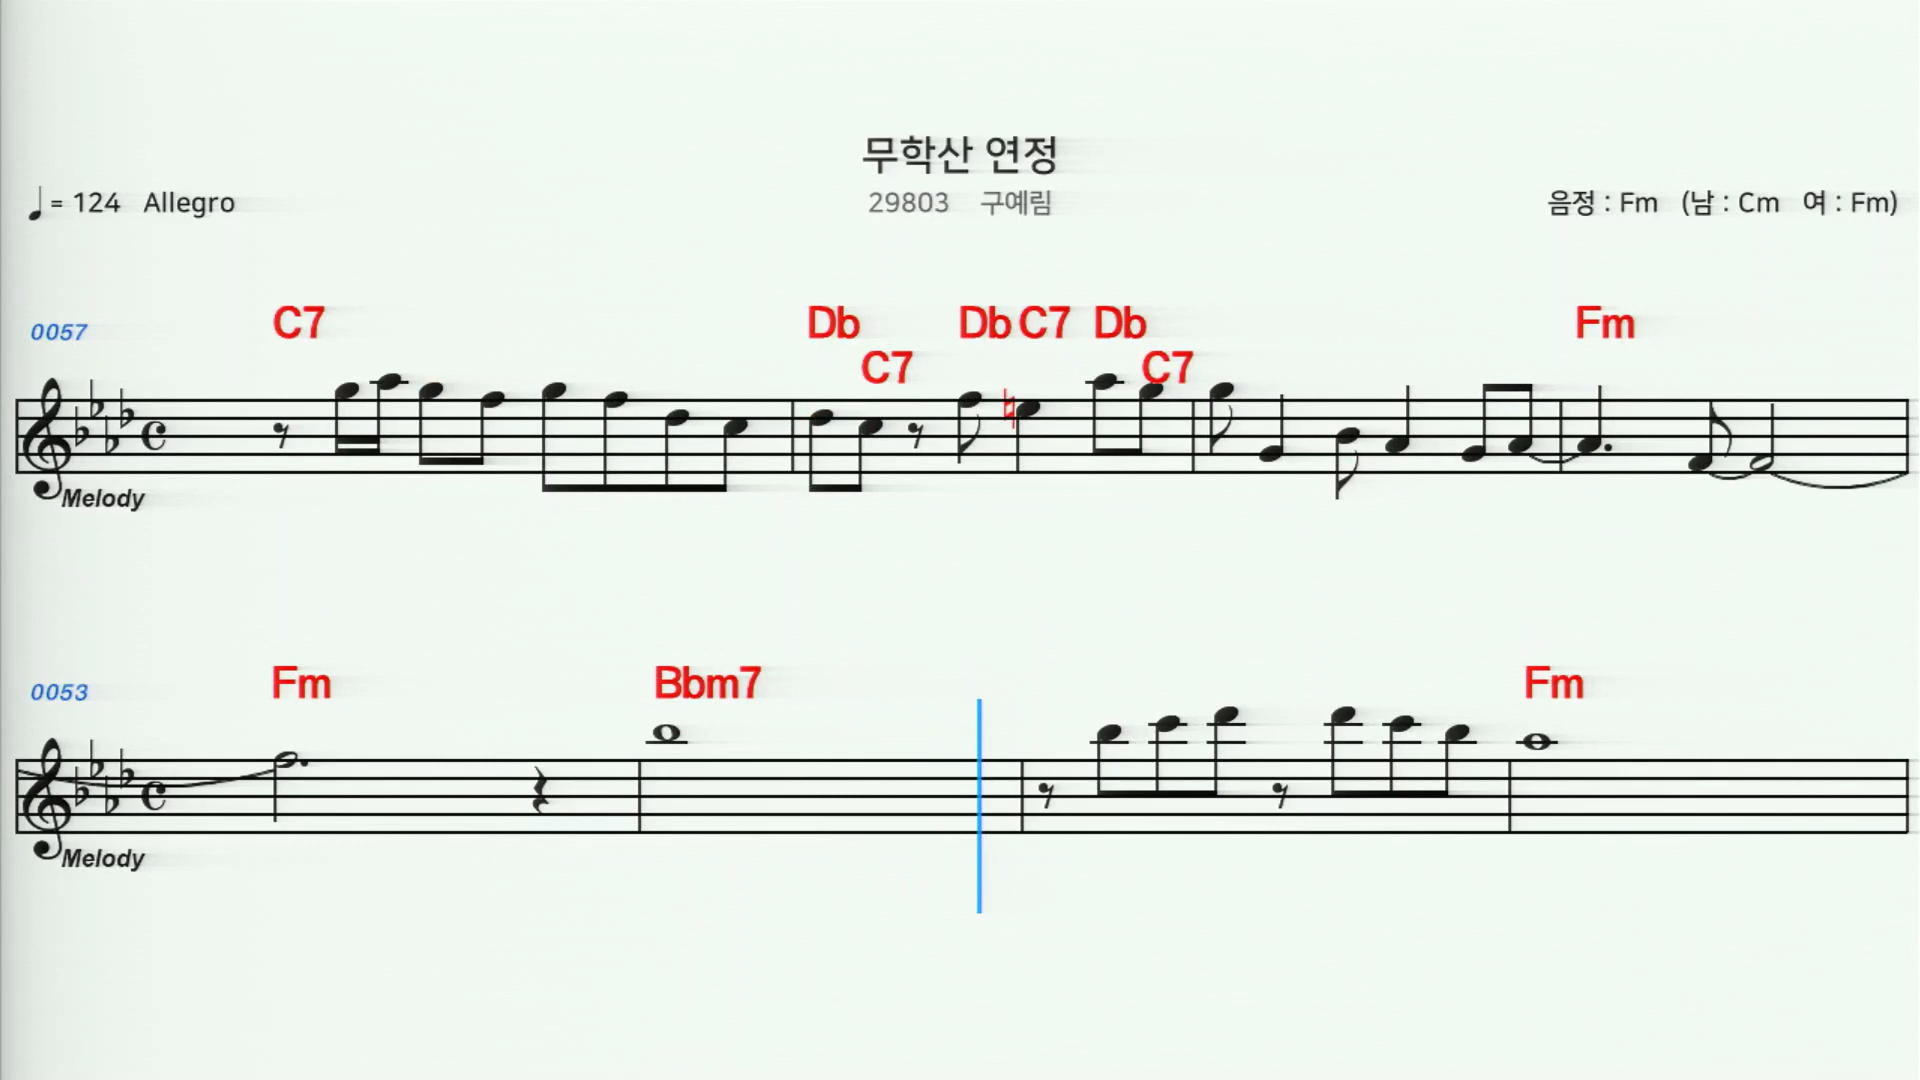 무학산 연정
♩ = 124 Allegro
29803 구예림
음정 : Fm (남 : Cm 여 : Fm)
0057
C7 Db C7 Db C7 Db C7 Fm
Melody
0053
Fm Bbm7 Fm
Melody